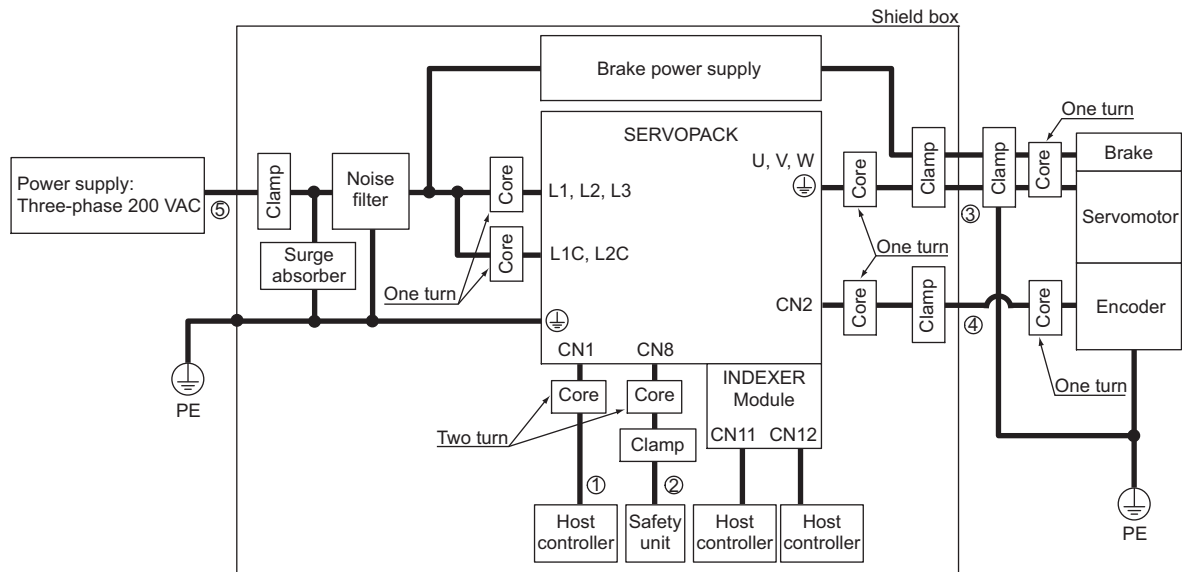 Shield box
Brake power supply
One turn
SERVOPACK
U, V, W
Clamp
Clamp
Core
Brake
Power supply:
Three-phase 200 VAC
⑤
Clamp
Noise
filter
Core
L1, L2, L3
Core
③
Servomotor
Surge
absorber
Core
L1C, L2C
One turn
One turn
CN2
Core
Clamp
④
Core
Encoder
PE
CN1
CN8
INDEXER
Module
One turn
Core
Core
Two turn
Clamp
CN11
CN12
①
②
PE
Host
controller
Safety
unit
Host
controller
Host
controller